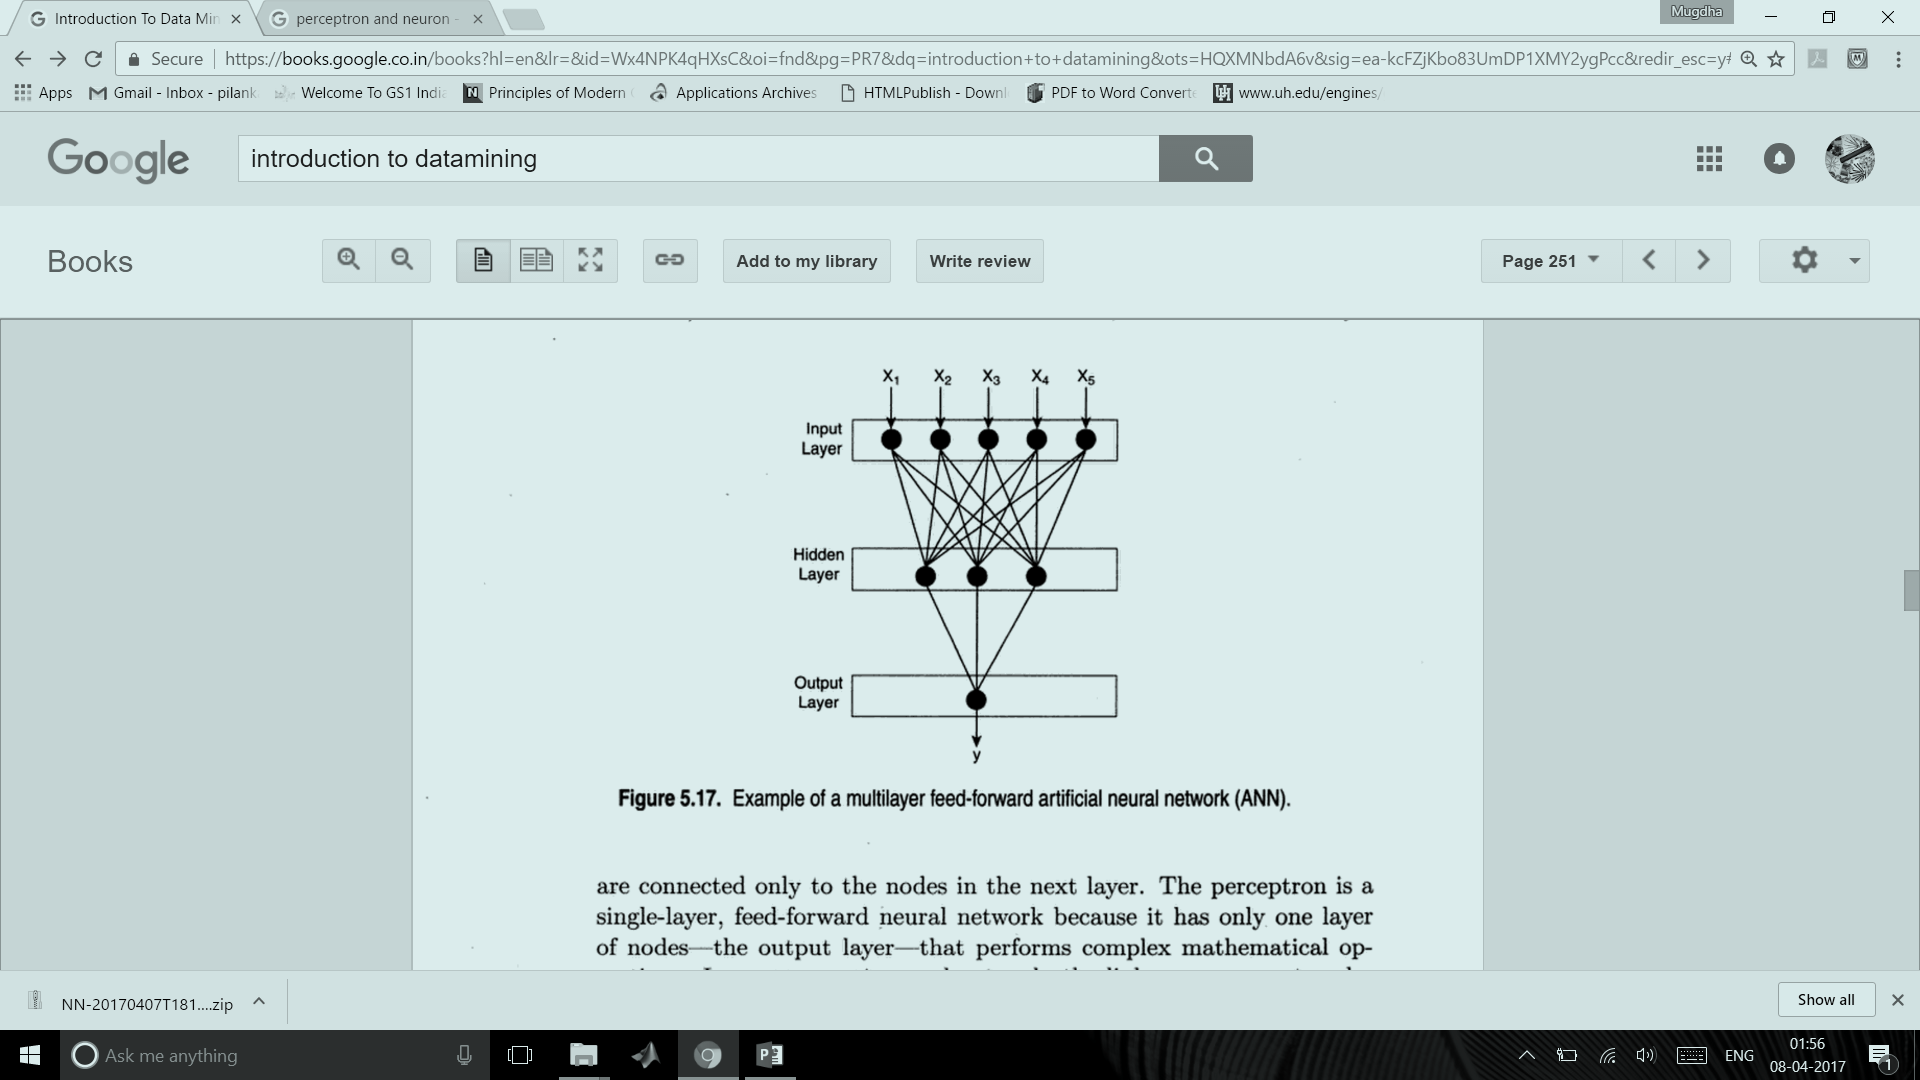 Introduction To Data Min
perceptron and neuron -
Mugdha
Secure
https://books.google.co.in/books?hl=en&lr=&id=Wx4NPK4qHXsC&oi=fnd&pg=PR7&dq=introduction+to+datamining&ots=HQXMNbdA6v&sig=ea-kcFZjKbo83UmDP1XMY2ygPcc&redir_esc=y#
Apps
Gmail - Inbox - pilank
Welcome To GS1 India
Principles of Modern
Applications Archives
HTMLPublish - Downl
PDF to Word Converte
www.uh.edu/engines/
Google
introduction to datamining
Books
Add to my library
Write review
Page 251
X1 X2 X3 X4 X5
Input
Layer
Hidden
Layer
Output
Layer
y
Figure 5.17. Example of a multilayer feed-forward artificial neural network (ANN).
are connected only to the nodes in the next layer. The perceptron is a
single-layer, feed-forward neural network because it has only one layer
of nodes—the output layer—that performs complex mathematical op-
NN-20170407T181....zip
Show all
Ask me anything
ENG
01:56
08-04-2017
1